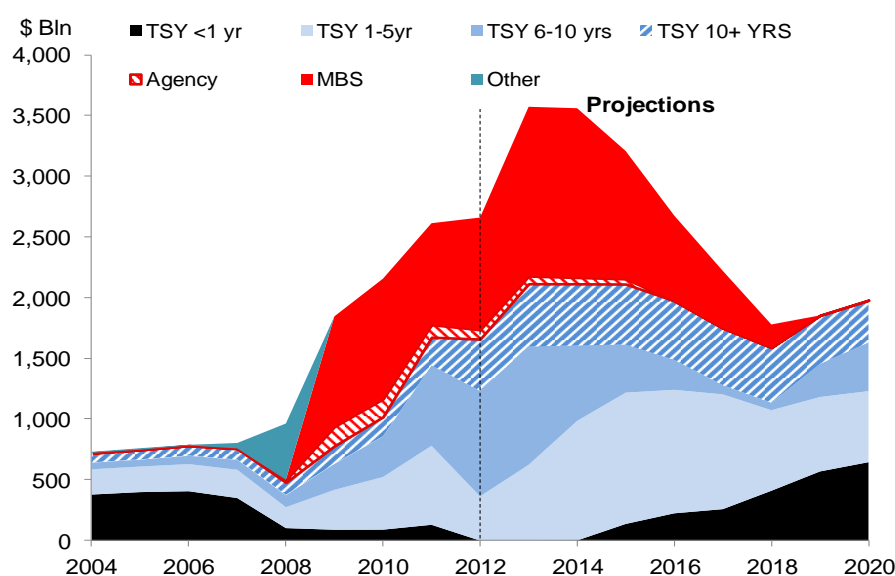 $ Bln
TSY <1 yr TSY 1-5yr TSY 6-10 yrs TSY 10+ YRS
4,000
Agency MBS Other
3,500
Projections
3,000
2,500
2,000
1,500
1,000
500
0
2004 2006 2008 2010 2012 2014 2016 2018 2020